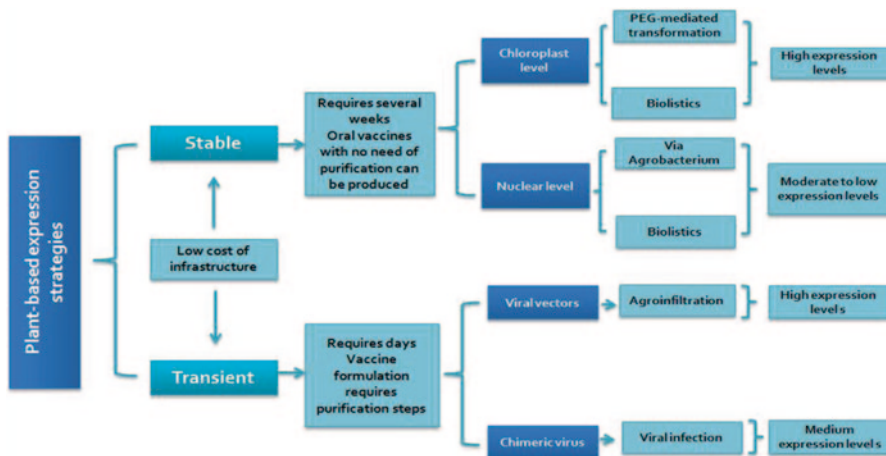 Plant-based expression
strategies
Stable
Low cost of
infrastructure
Transient
Requires several
weeks
Oral vaccines
with no need of
purification can
be produced
Requires days
Vaccine
formulation
requires
purification steps
Chloroplast
level
Nuclear level
Viral vectors
Chimeric virus
PEG-mediated
transformation
Biolistics
Via
Agrobacterium
Biolistics
Agroinfiltration
Viral infection
High expression
levels
Moderate to low
expression levels
High expression
levels
Medium
expression levels